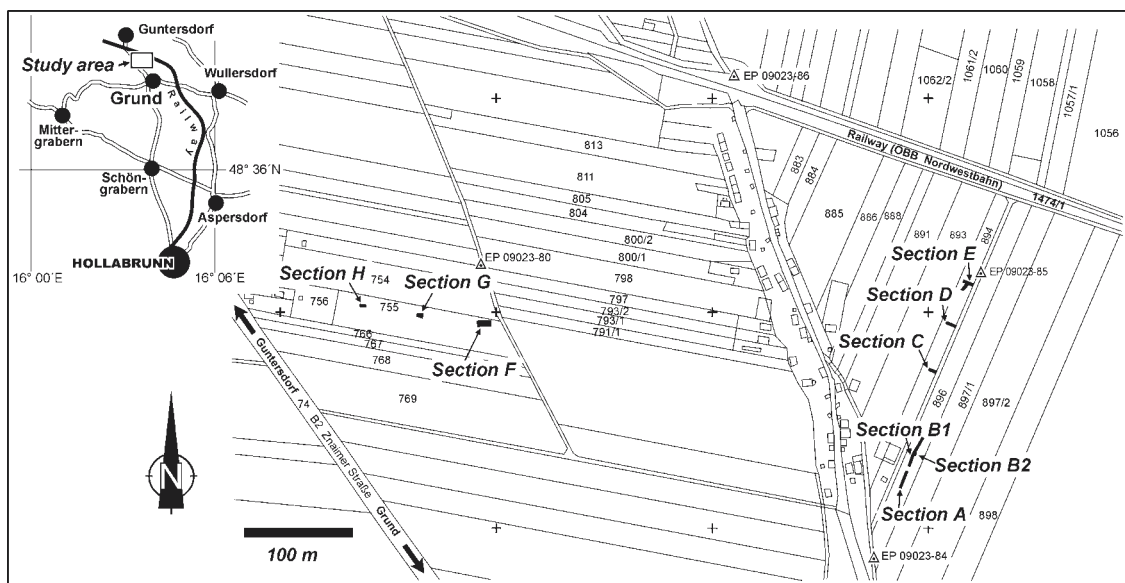 Guntersdorf
Study area
Wullersdorf
Grund
Railway
16° 00´E
Mitter-
grabern
48° 36´N
Schön-
grabern
Aspersdorf
HOLLABRUNN
16° 00´E
16° 06´E
EP 09023-86
1062/2
1061/2
1060
1059
1058
1057/1
1056
Railway (ÖBB Nordwestbahn)
1474/1
813
811
805
804
800/2
800/1
798
797
793/2
793/1
791/1
883
884
885
886
888
891
893
894
EP 09023-80
EP 09023-85
Section E
Section D
Section C
Section H
Section G
Section F
754
755
756
766
767
768
769
896
897/1
897/2
898
Section B1
Section B2
Section A
EP 09023-84
Guntersdorf
74
B2 Znaimer Straße
Grund
N
100 m